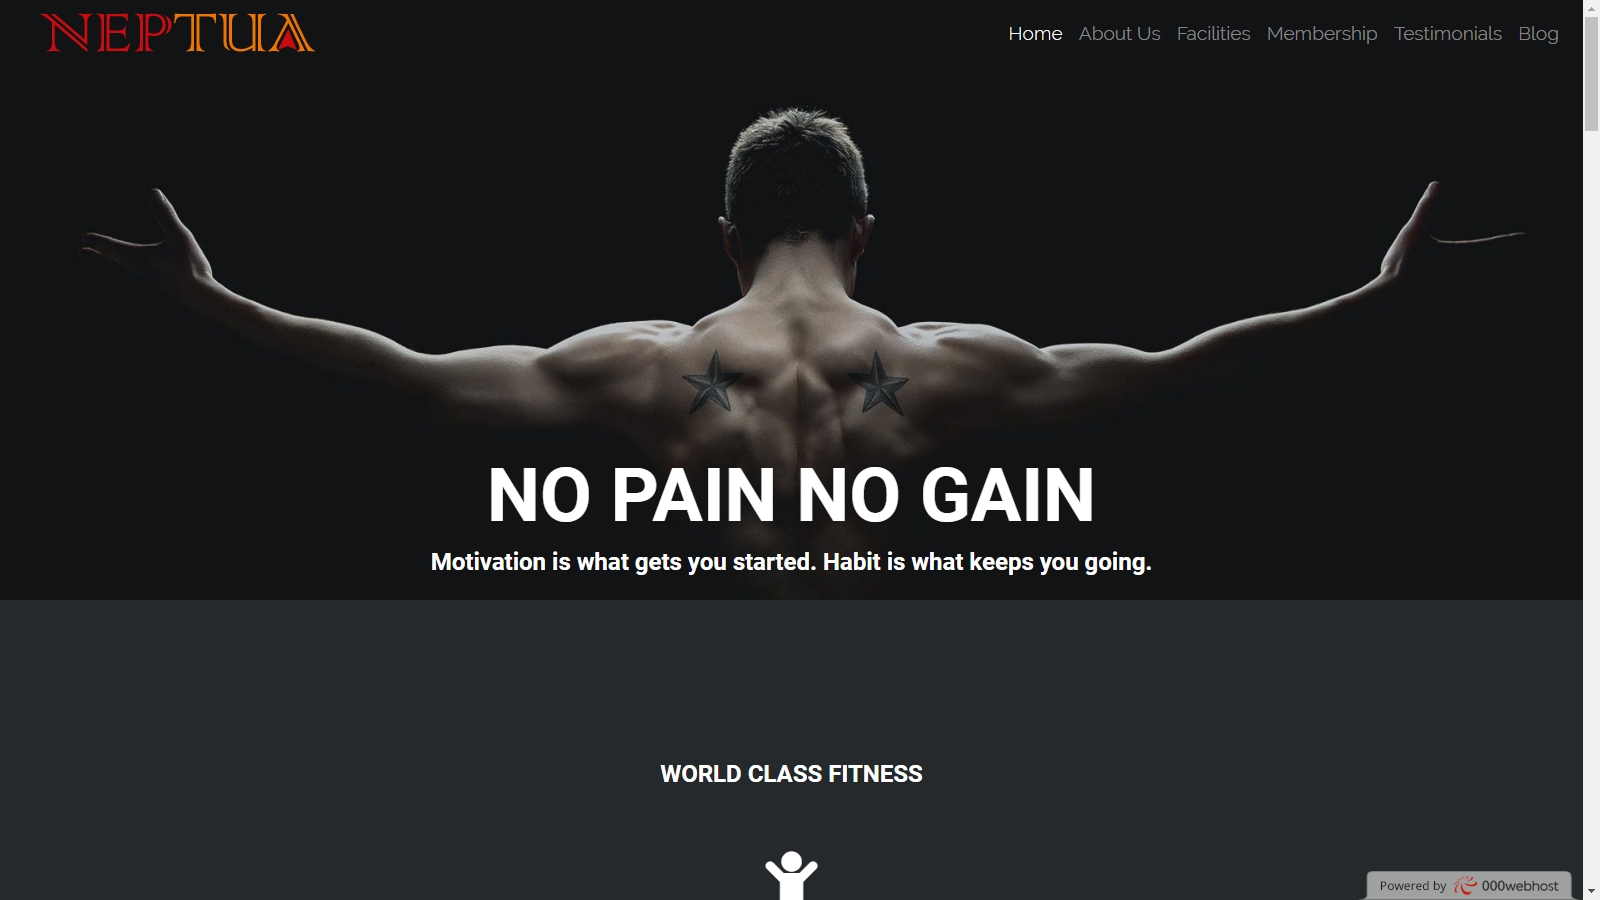 NEPTUA
Home About Us Facilities Membership Testimonials Blog
NO PAIN NO GAIN
Motivation is what gets you started. Habit is what keeps you going.
WORLD CLASS FITNESS
Powered by 000webhost